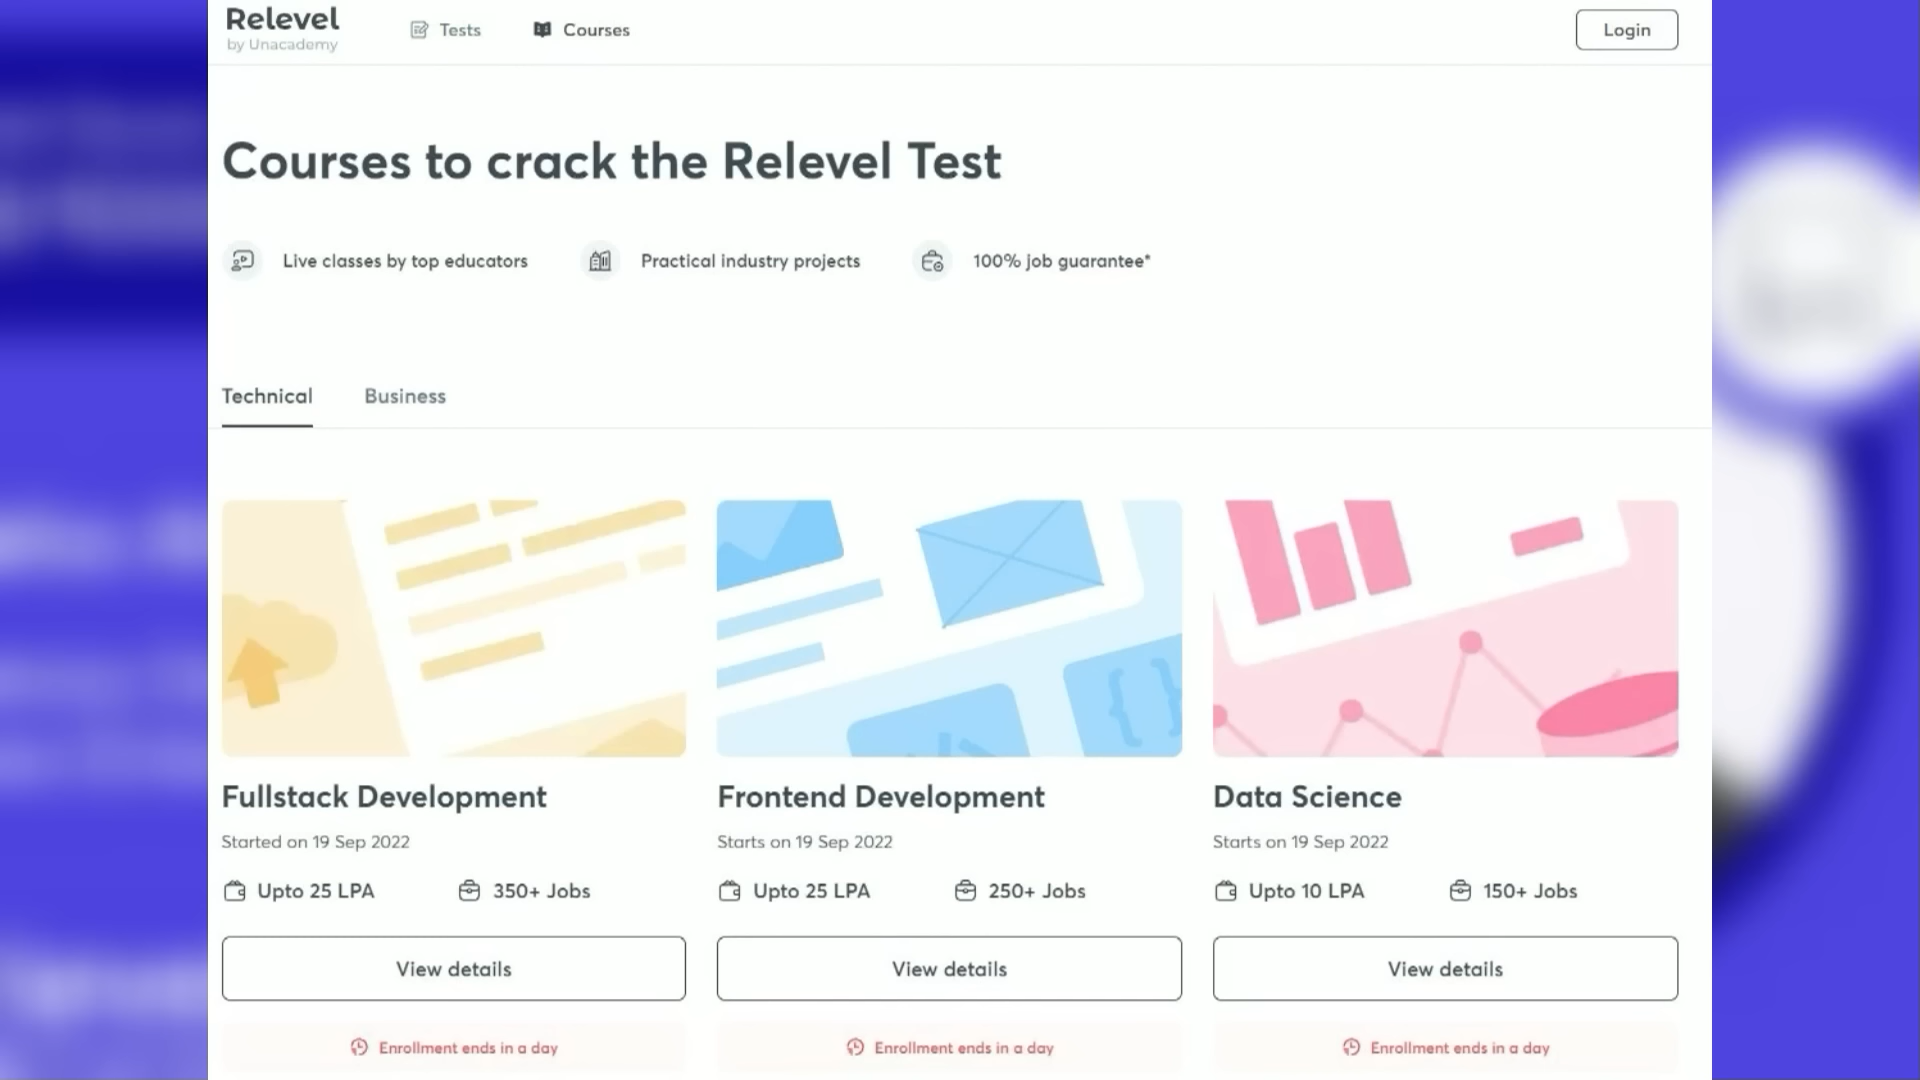 Relevel
by Unacademy
Tests
Courses
Login
Courses to crack the Relevel Test
Live classes by top educators
Practical industry projects
100% job guarantee*
Technical
Business
Fullstack Development
Started on 19 Sep 2022
Upto 25 LPA
350+ Jobs
View details
Enrollment ends in a day
Frontend Development
Starts on 19 Sep 2022
Upto 25 LPA
250+ Jobs
View details
Enrollment ends in a day
Data Science
Starts on 19 Sep 2022
Upto 10 LPA
150+ Jobs
View details
Enrollment ends in a day